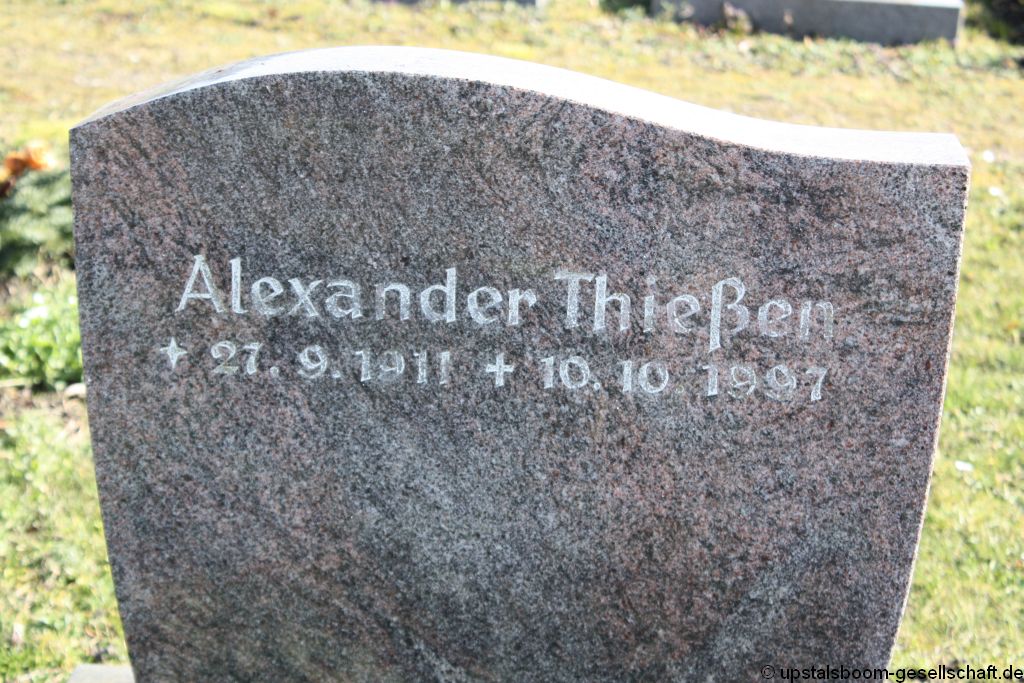 Alexander Thießen
✦ 27. 9. 1911 ✝ 10. 10. 1997
© upstalsboom-gesellschaft.de